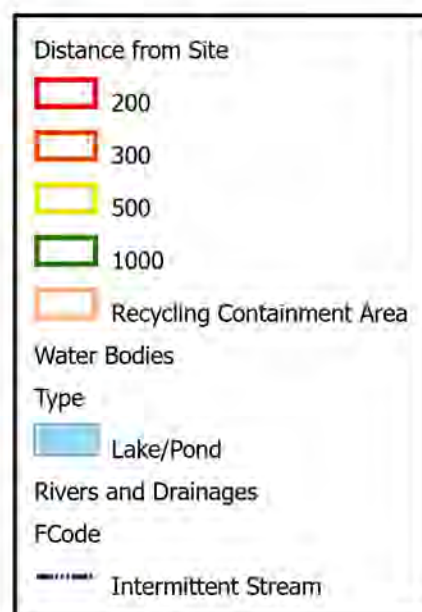 Distance from Site
200
300
500
1000
Recycling Containment Area
Water Bodies
Type
Lake/Pond
Rivers and Drainages
FCode
Intermittent Stream